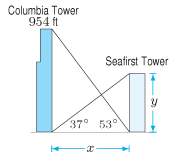 Columbia Tower
954 ft
Seafirst Tower
y
37° 53°
x